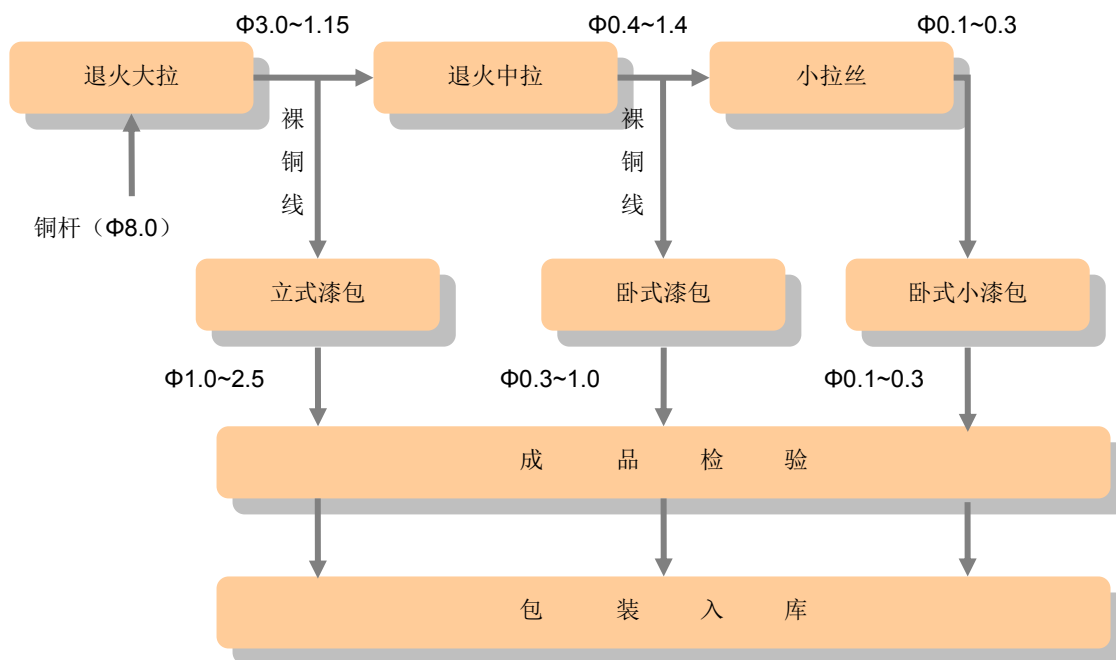 Φ3.0~1.15
Φ0.4~1.4
Φ0.1~0.3
退火大拉
退火中拉
小拉丝
裸铜线
裸铜线
铜杆（Φ8.0）
立式漆包
卧式漆包
卧式小漆包
Φ1.0~2.5
Φ0.3~1.0
Φ0.1~0.3
成品检验
包装入库